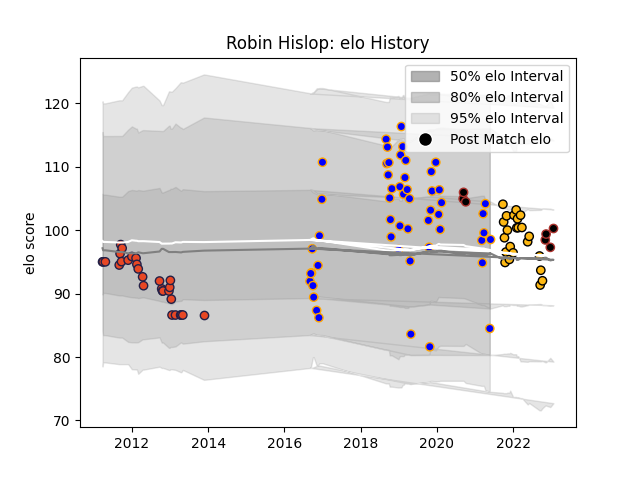 Robin Hislop: elo History
50% elo Interval
80% elo Interval
95% elo Interval
Post Match elo
elo score
120
110
100
90
80
70
2012
2014
2016
2018
2020
2022